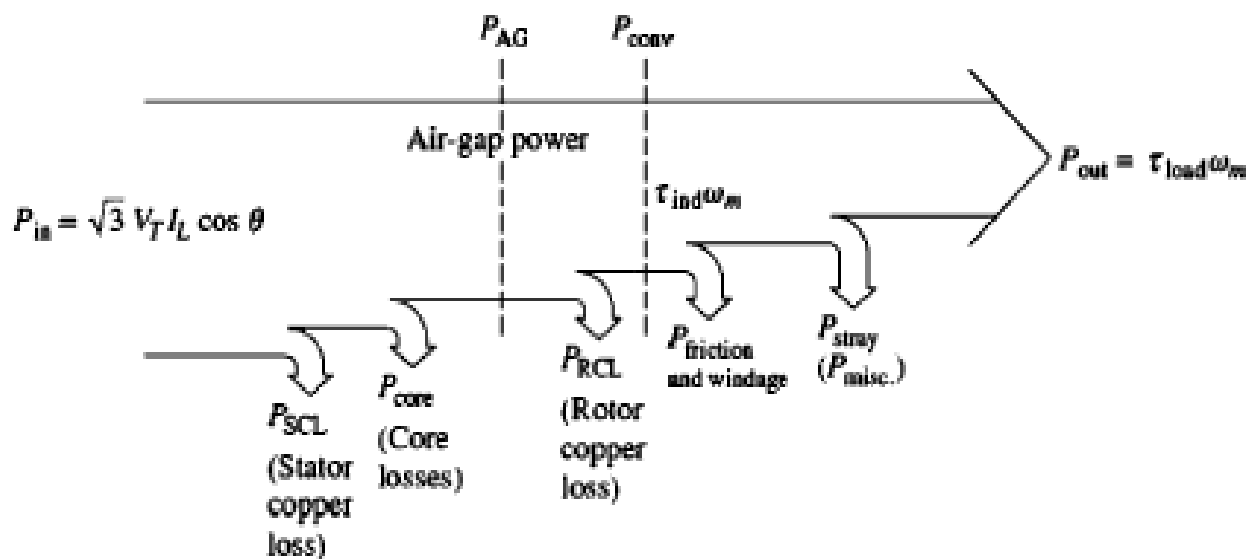 P_AG
P_conv
Air-gap power
P_out = τ_load ω_m
τ_ind ω_m
P_in = √3 V_T I_L cos θ
P_SCL
(Stator
copper
loss)
P_core
(Core
losses)
P_RCL
(Rotor
copper
loss)
P_friction
and windage
P_stray
(P_misc.)